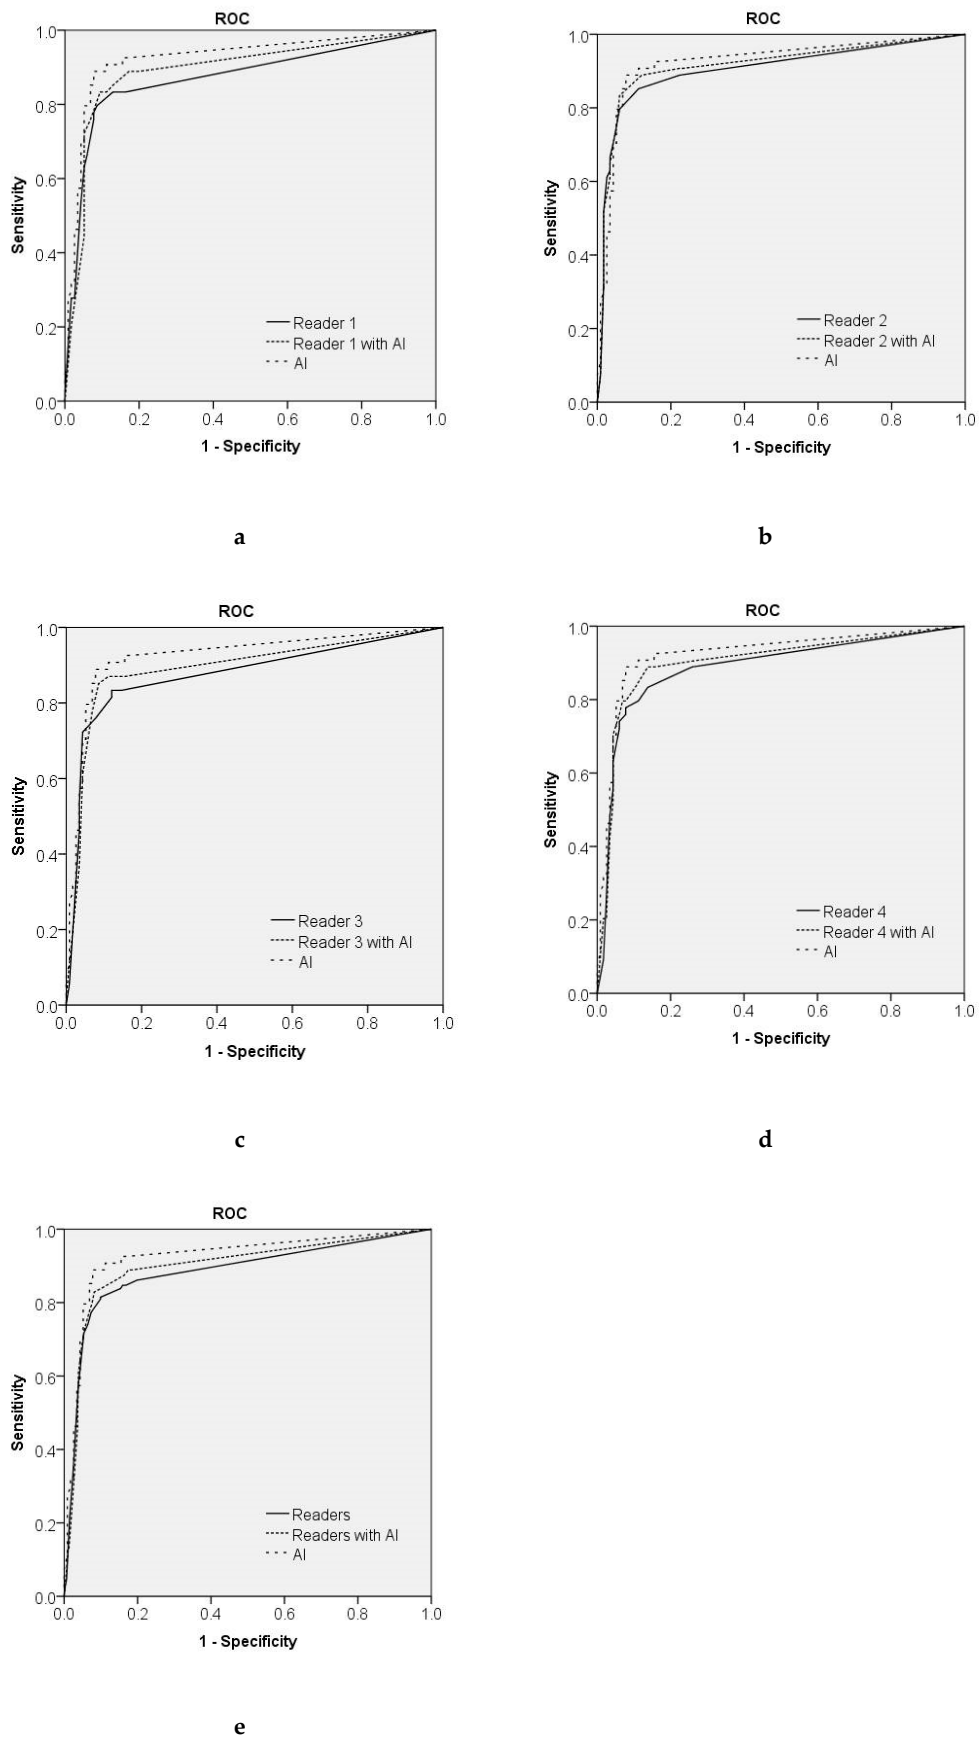 ROC
1.0
0.8
0.6
0.4
0.2
0.0
Sensitivity
Reader 1
Reader 1 with AI
AI
0.0 0.2 0.4 0.6 0.8 1.0
1 - Specificity
a
ROC
1.0
0.8
0.6
0.4
0.2
0.0
Sensitivity
Reader 2
Reader 2 with AI
AI
0.0 0.2 0.4 0.6 0.8 1.0
1 - Specificity
b
ROC
1.0
0.8
0.6
0.4
0.2
0.0
Sensitivity
Reader 3
Reader 3 with AI
AI
0.0 0.2 0.4 0.6 0.8 1.0
1 - Specificity
c
ROC
1.0
0.8
0.6
0.4
0.2
0.0
Sensitivity
Reader 4
Reader 4 with AI
AI
0.0 0.2 0.4 0.6 0.8 1.0
1 - Specificity
d
ROC
1.0
0.8
0.6
0.4
0.2
0.0
Sensitivity
Readers
Readers with AI
AI
0.0 0.2 0.4 0.6 0.8 1.0
1 - Specificity
e